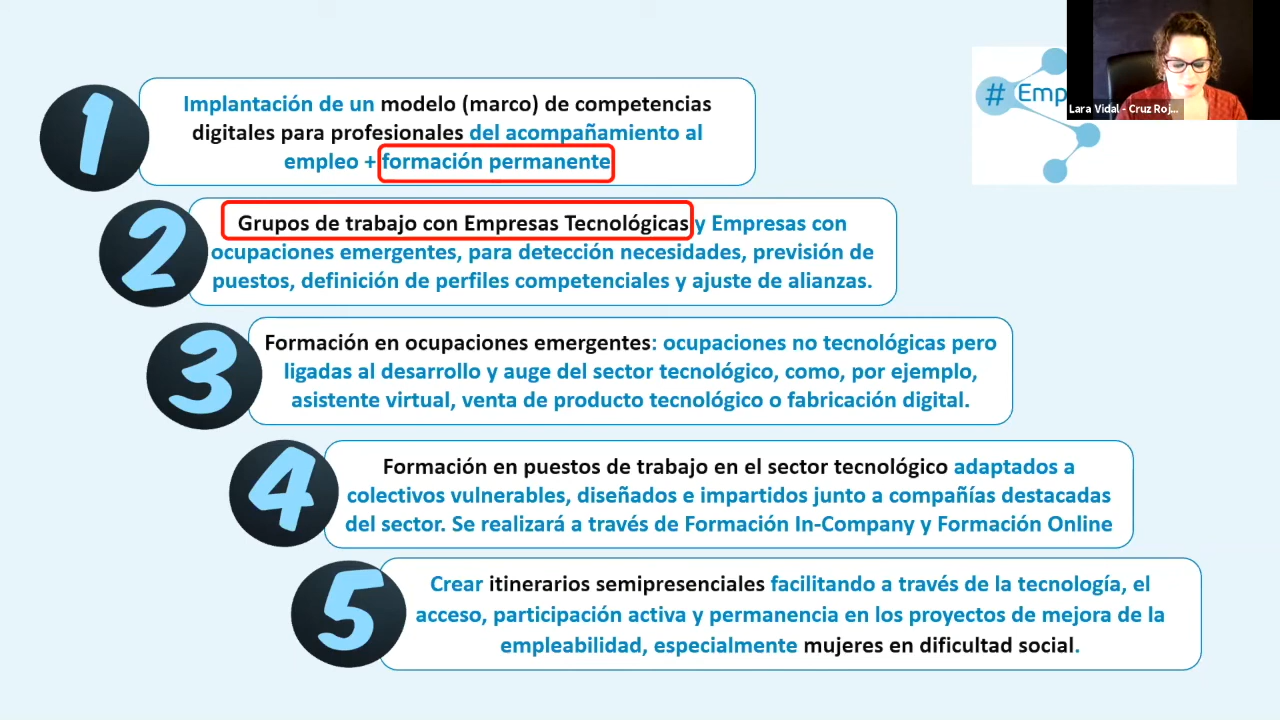 1
Implantación de un modelo (marco) de competencias
digitales para profesionales del acompañamiento al
empleo + formación permanente
2
Grupos de trabajo con Empresas Tecnológicas y Empresas con
ocupaciones emergentes, para detección necesidades, previsión de
puestos, definición de perfiles competenciales y ajuste de alianzas.
3
Formación en ocupaciones emergentes: ocupaciones no tecnológicas pero
ligadas al desarrollo y auge del sector tecnológico, como, por ejemplo,
asistente virtual, venta de producto tecnológico o fabricación digital.
4
Formación en puestos de trabajo en el sector tecnológico adaptados a
colectivos vulnerables, diseñados e impartidos junto a compañías destacadas
del sector. Se realizará a través de Formación In-Company y Formación Online
5
Crear itinerarios semipresenciales facilitando a través de la tecnología, el
acceso, participación activa y permanencia en los proyectos de mejora de la
empleabilidad, especialmente mujeres en dificultad social.
# Emp
Lara Vidal - Cruz Roj...